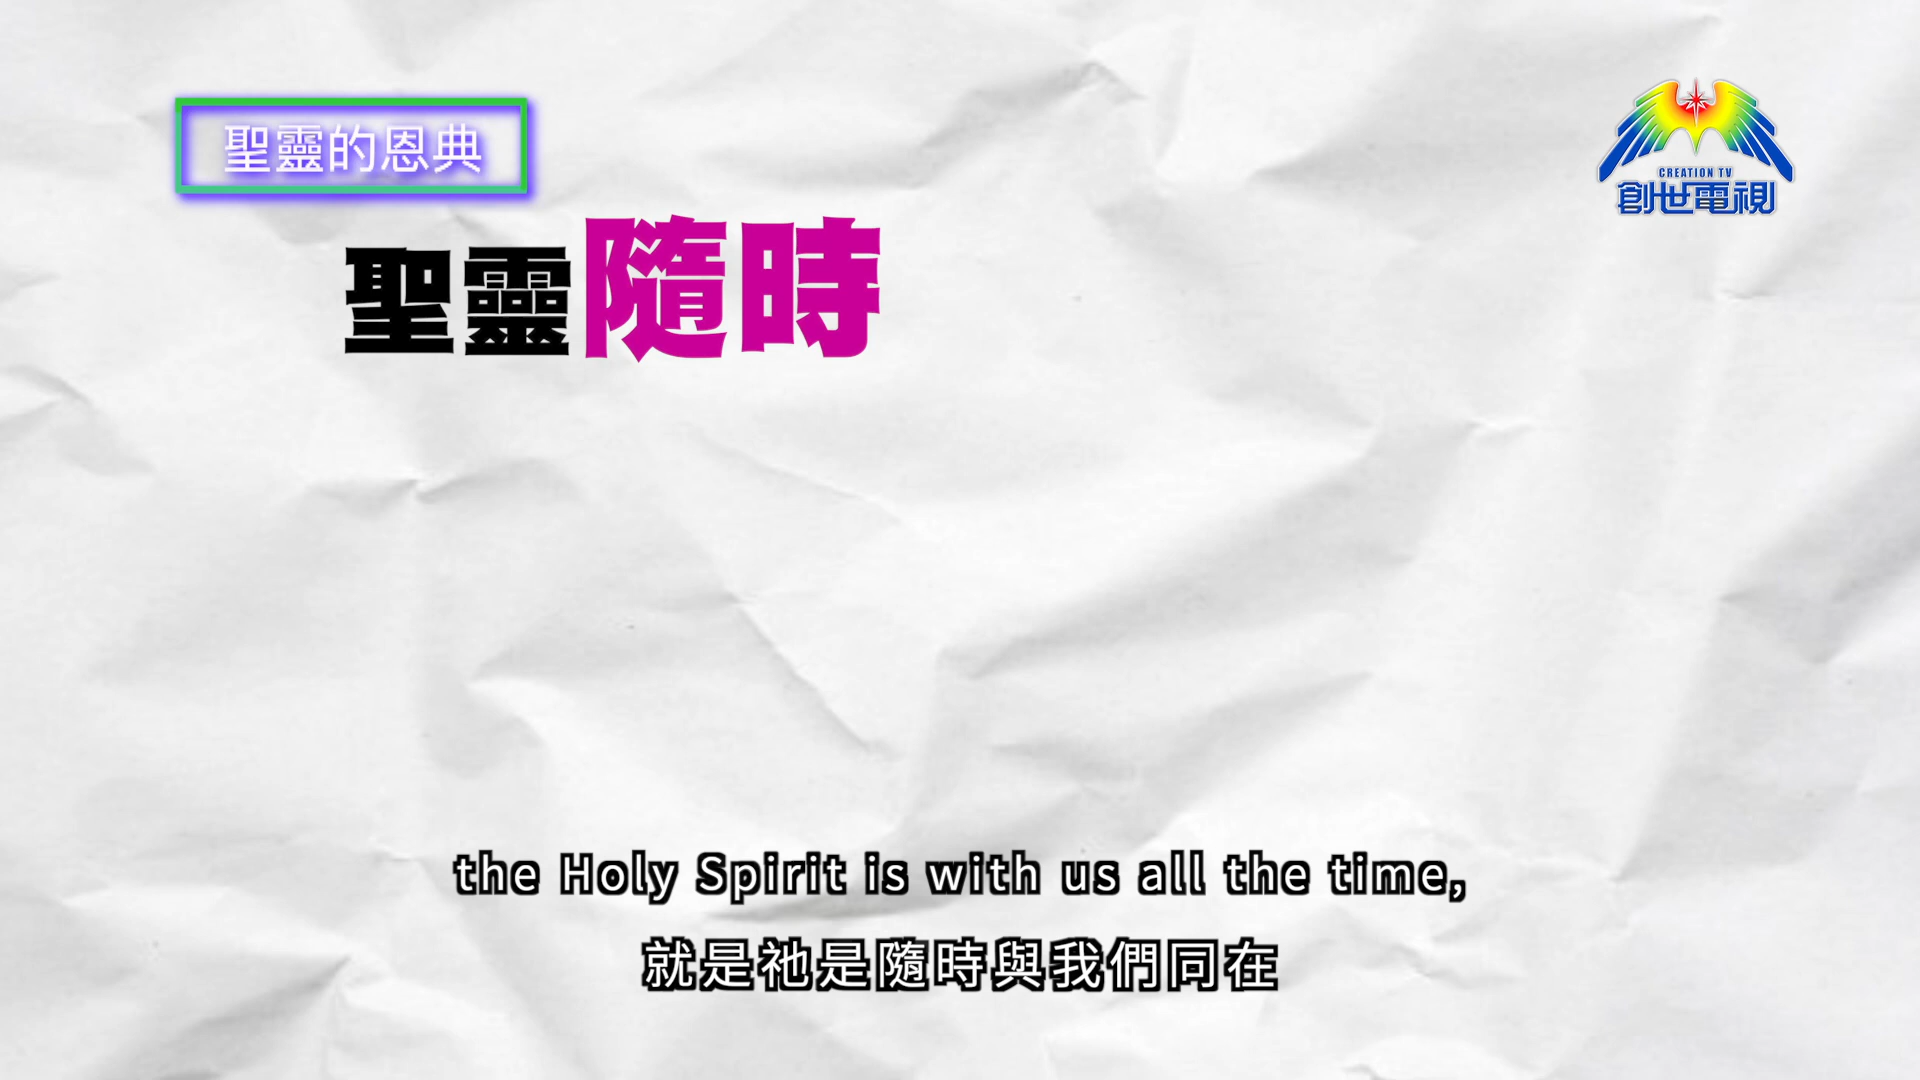 聖靈的恩典
CREATION TV
創世電視
聖靈隨時
the Holy Spirit is with us all the time,
就是祂是隨時與我們同在